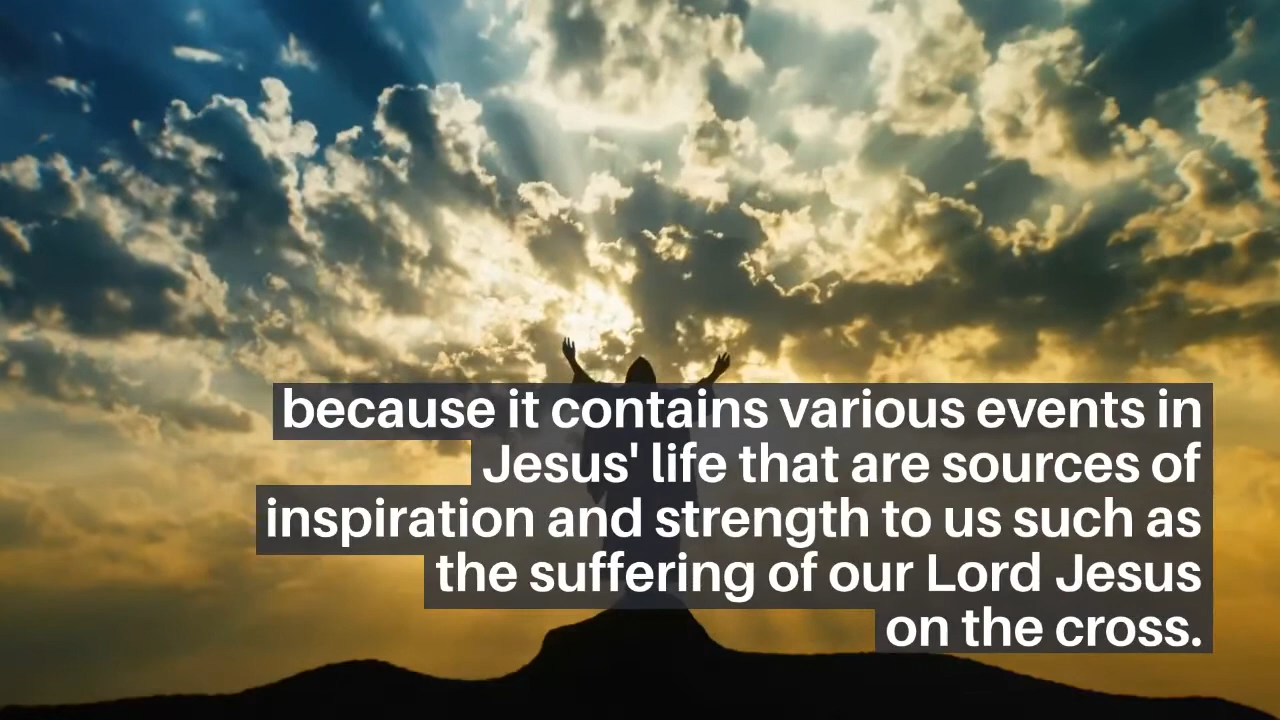 because it contains various events in
Jesus' life that are sources of
inspiration and strength to us such as
the suffering of our Lord Jesus
on the cross.